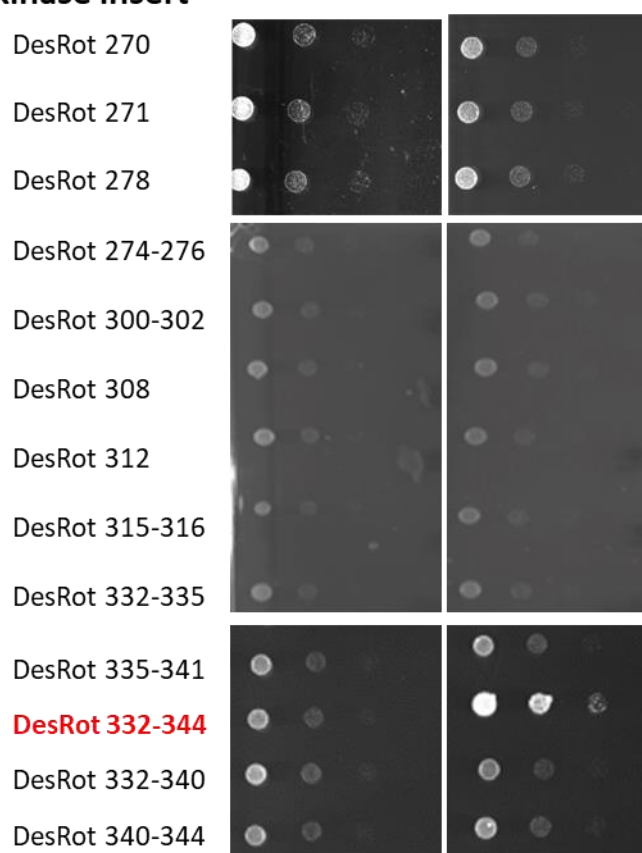 DesRot 270
DesRot 271
DesRot 278
DesRot 274-276
DesRot 300-302
DesRot 308
DesRot 312
DesRot 315-316
DesRot 332-335
DesRot 335-341
DesRot 332-344
DesRot 332-340
DesRot 340-344